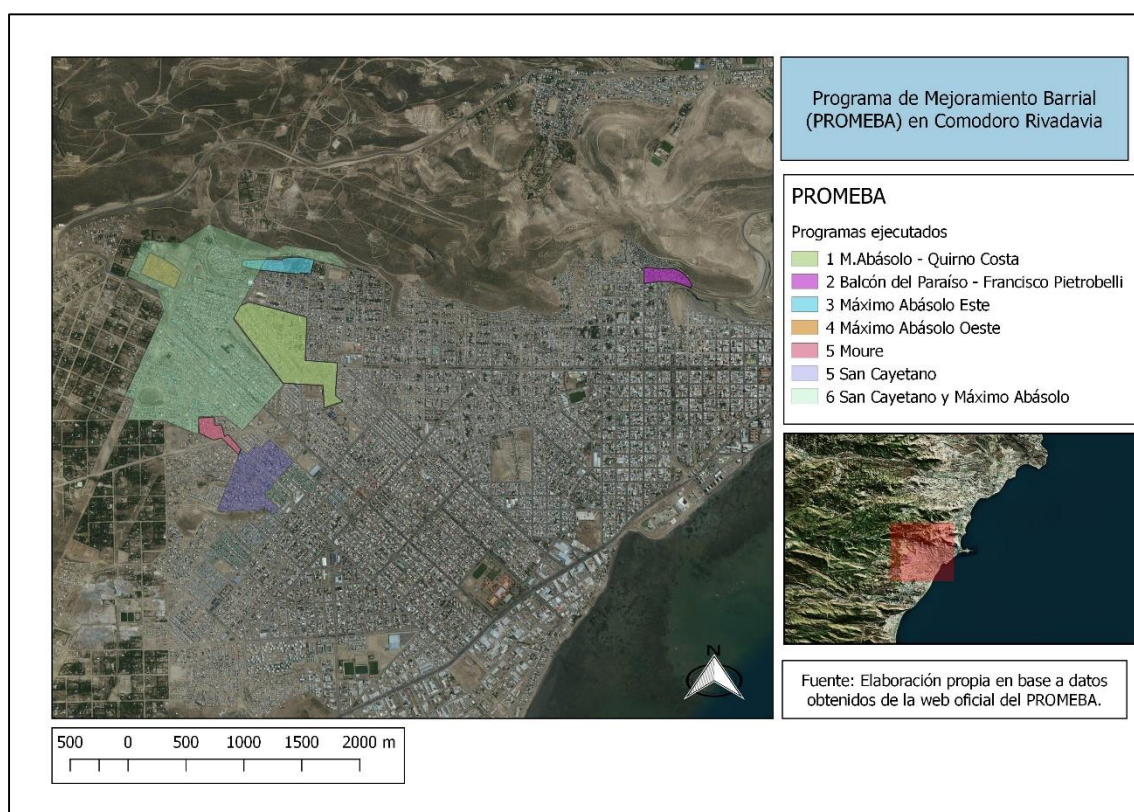 Programa de Mejoramiento Barrial
(PROMEBA) en Comodoro Rivadavia
PROMEBA
Programas ejecutados
1 M.Abásolo - Quirno Costa
2 Balcón del Paraíso - Francisco Pietrobelli
3 Máximo Abásolo Este
4 Máximo Abásolo Oeste
5 Moure
5 San Cayetano
6 San Cayetano y Máximo Abásolo
N
Fuente: Elaboración propia en base a datos
obtenidos de la web oficial del PROMEBA.
500 0 500 1000 1500 2000 m